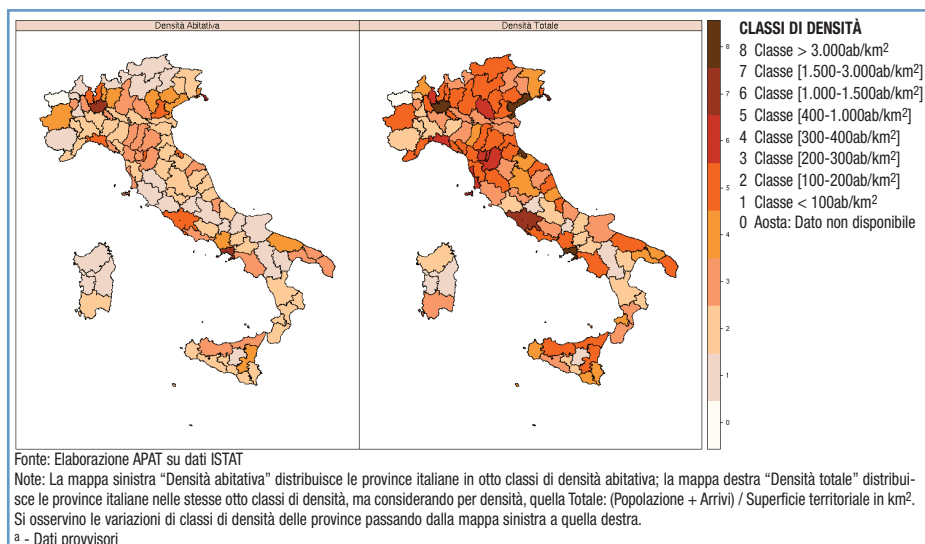 Densità Abitativa
Densità Totale
8
7
6
5
4
3
2
1
0
CLASSI DI DENSITÀ
8 Classe > 3.000ab/km²
7 Classe [1.500-3.000ab/km²]
6 Classe [1.000-1.500ab/km²]
5 Classe [400-1.000ab/km²]
4 Classe [300-400ab/km²]
3 Classe [200-300ab/km²]
2 Classe [100-200ab/km²]
1 Classe < 100ab/km²
0 Aosta: Dato non disponibile
Fonte: Elaborazione APAT su dati ISTAT
Note: La mappa sinistra “Densità abitativa” distribuisce le province italiane in otto classi di densità abitativa; la mappa destra “Densità totale” distribui-
sce le province italiane nelle stesse otto classi di densità, ma considerando per densità, quella Totale: (Popolazione + Arrivi) / Superficie territoriale in km².
Si osservino le variazioni di classi di densità delle province passando dalla mappa sinistra a quella destra.
ª - Dati provvisori